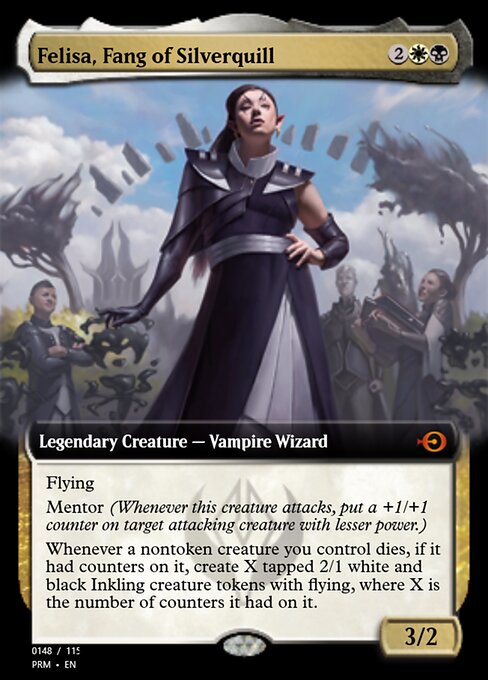 Felisa, Fang of Silverquill 2
Legendary Creature — Vampire Wizard
Flying
Mentor (Whenever this creature attacks, put a +1/+1
counter on target attacking creature with lesser power.)
Whenever a nontoken creature you control dies, if it
had counters on it, create X tapped 2/1 white and
black Inkling creature tokens with flying, where X is
the number of counters it had on it.
3/2
0148 / 115
PRM • EN